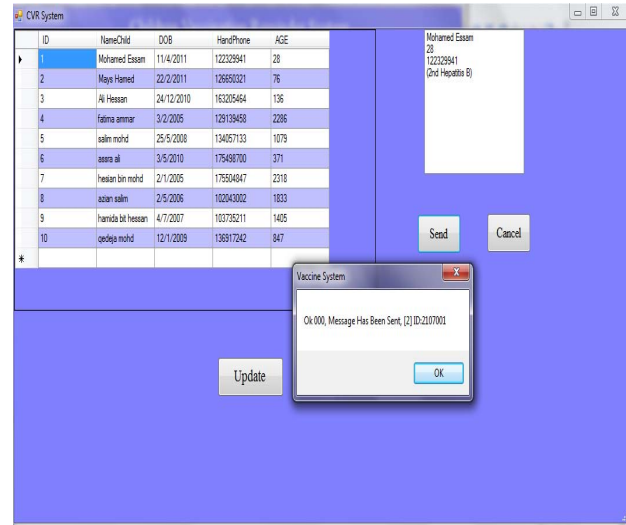 CVR System
ID NameChild DOB HandPhone AGE
1 Mohamed Essam 11/4/2011 122329941 28
2 Mays Hamed 22/2/2011 126650321 76
3 Ali Hessan 24/12/2010 163205464 136
4 fatima ammar 3/2/2005 129139458 2286
5 salim mohd 25/5/2008 134057133 1079
6 assra ali 3/5/2010 175498700 371
7 hesian bin mohd 2/1/2005 175504847 2318
8 azian salim 2/5/2006 102043002 1833
9 hamida bit hessan 4/7/2007 103735211 1405
10 qedeja mohd 12/1/2009 136917242 847
Mohamed Essam
28
122329941
(2nd Hepatitis B)
Send Cancel
Vaccine System
Ok 000, Message Has Been Sent, [2] ID:2107001
OK
Update